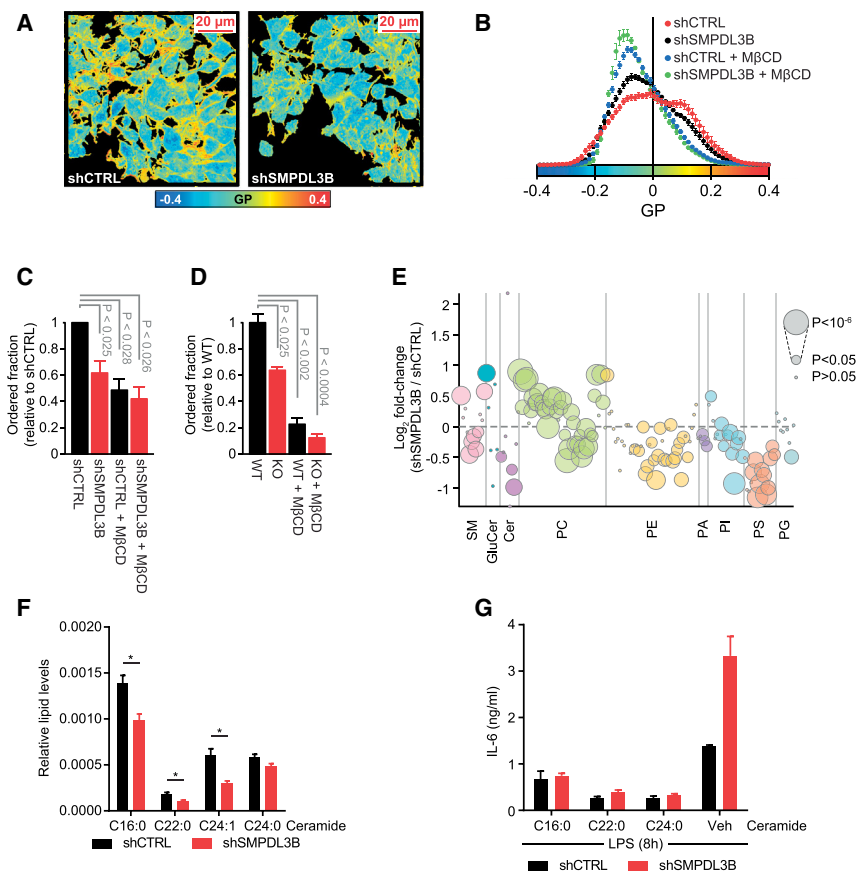 A
20 µm
20 µm
shCTRL
shSMPDL3B
-0.4
GP
0.4
B
shCTRL
shSMPDL3B
shCTRL + MβCD
shSMPDL3B + MβCD
-0.4
-0.2
0
0.2
0.4
GP
C
Ordered fraction
(relative to shCTRL)
1
0.8
0.6
0.4
0.2
0
P < 0.025
P < 0.028
P < 0.026
shCTRL
shSMPDL3B
shCTRL + MβCD
shSMPDL3B + MβCD
D
Ordered fraction
(relative to WT)
1
0.8
0.6
0.4
0.2
0
P < 0.025
P < 0.002
P < 0.0004
WT
KO
WT + MβCD
KO + MβCD
E
Log2 fold-change
(shSMPDL3B / shCTRL)
2
1.5
1
0.5
0
-0.5
-1
P<10-6
P<0.05
P>0.05
SM
GluCer
Cer
PC
PE
PA
PI
PS
PG
F
Relative lipid levels
0.0020
0.0015
0.0010
0.0005
0.0000
*
*
*
C16:0
C22:0
C24:1
C24:0
Ceramide
shCTRL
shSMPDL3B
G
IL-6 (ng/ml)
4
3
2
1
0
C16:0
C22:0
C24:0
Veh
Ceramide
LPS (8h)
shCTRL
shSMPDL3B